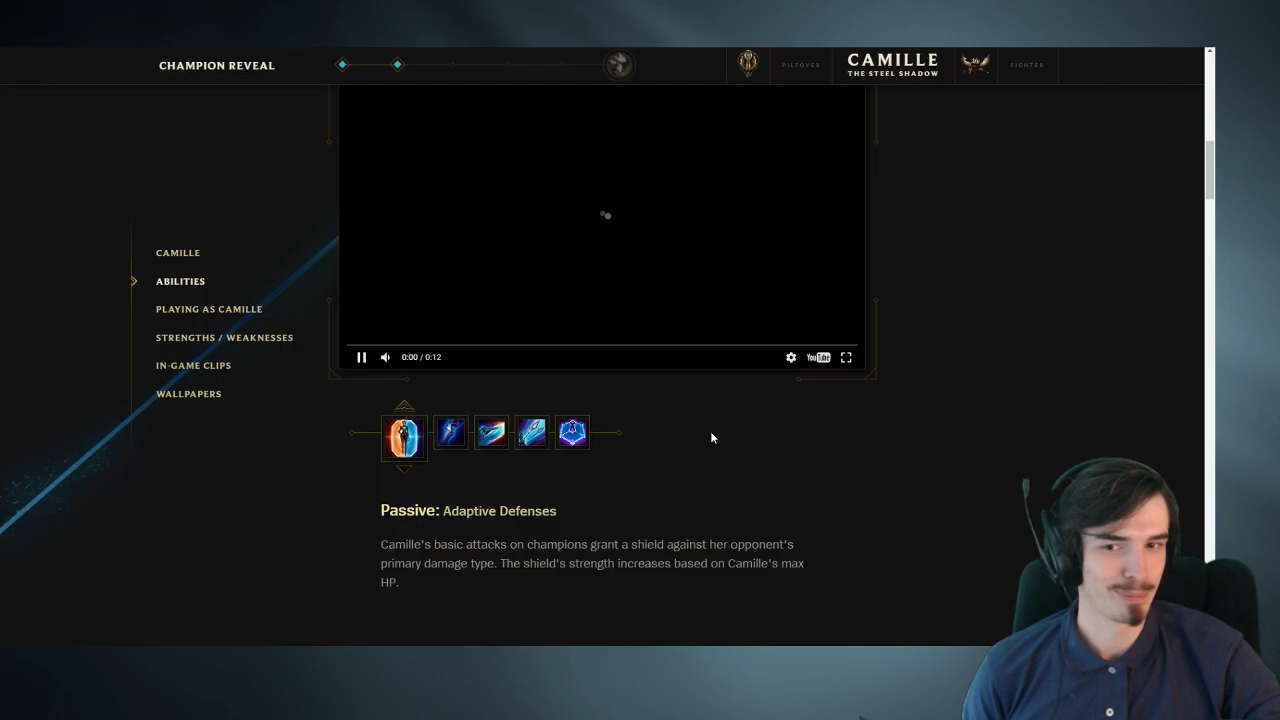 CHAMPION REVEAL
PILTOVER
CAMILLE
THE STEEL SHADOW
FIGHTER
CAMILLE
ABILITIES
PLAYING AS CAMILLE
STRENGTHS / WEAKNESSES
IN-GAME CLIPS
WALLPAPERS
0:00 / 0:12
YouTube
Passive: Adaptive Defenses
Camille's basic attacks on champions grant a shield against her opponent's
primary damage type. The shield's strength increases based on Camille's max
HP.